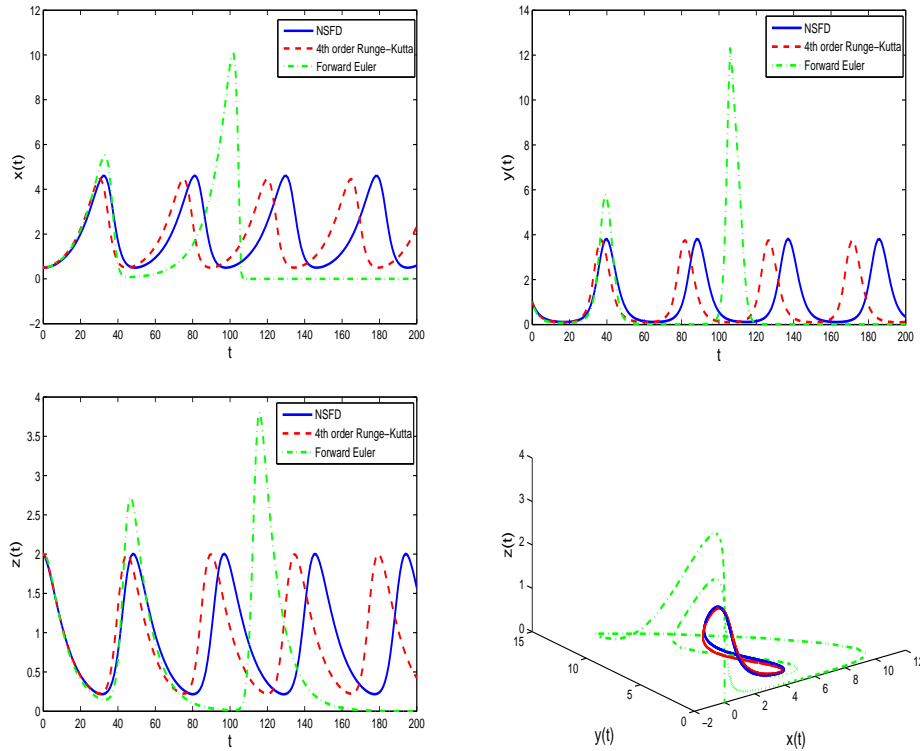 12
10
8
6
4
2
0
−2
0 20 40 60 80 100 120 140 160 180 200
t
x(t)
NSFD
4th order Runge−Kutta
Forward Euler
14
12
10
8
6
4
2
0
0 20 40 60 80 100 120 140 160 180 200
t
y(t)
NSFD
4th order Runge−Kutta
Forward Euler
4
3.5
3
2.5
2
1.5
1
0.5
0
0 20 40 60 80 100 120 140 160 180 200
t
z(t)
NSFD
4th order Runge−Kutta
Forward Euler
4
3
2
1
0
z(t)
15
10
5
0
y(t)
−2 0 2 4 6 8 10 12
x(t)